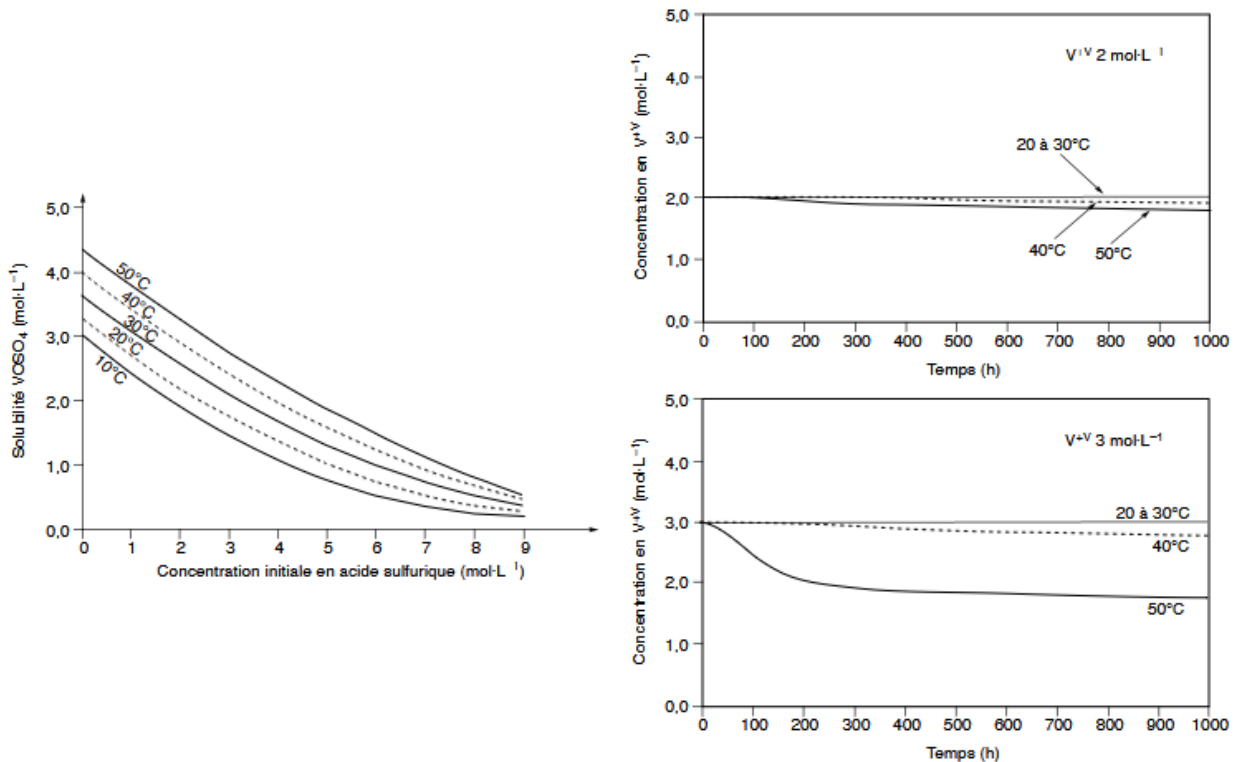 5,0
4,0
3,0
2,0
1,0
0,0
Solubilité VOSO4 (mol·L−1)
50°C
40°C
30°C
20°C
10°C
0 1 2 3 4 5 6 7 8 9
Concentration initiale en acide sulfurique (mol·L−1)
5,0
4,0
3,0
2,0
1,0
0,0
Concentration en V+V (mol·L−1)
V+V 2 mol·L−1
20 à 30°C
40°C
50°C
0 100 200 300 400 500 600 700 800 900 1000
Temps (h)
5,0
4,0
3,0
2,0
1,0
0,0
Concentration en V+V (mol·L−1)
V+V 3 mol·L−1
20 à 30°C
40°C
50°C
0 100 200 300 400 500 600 700 800 900 1000
Temps (h)